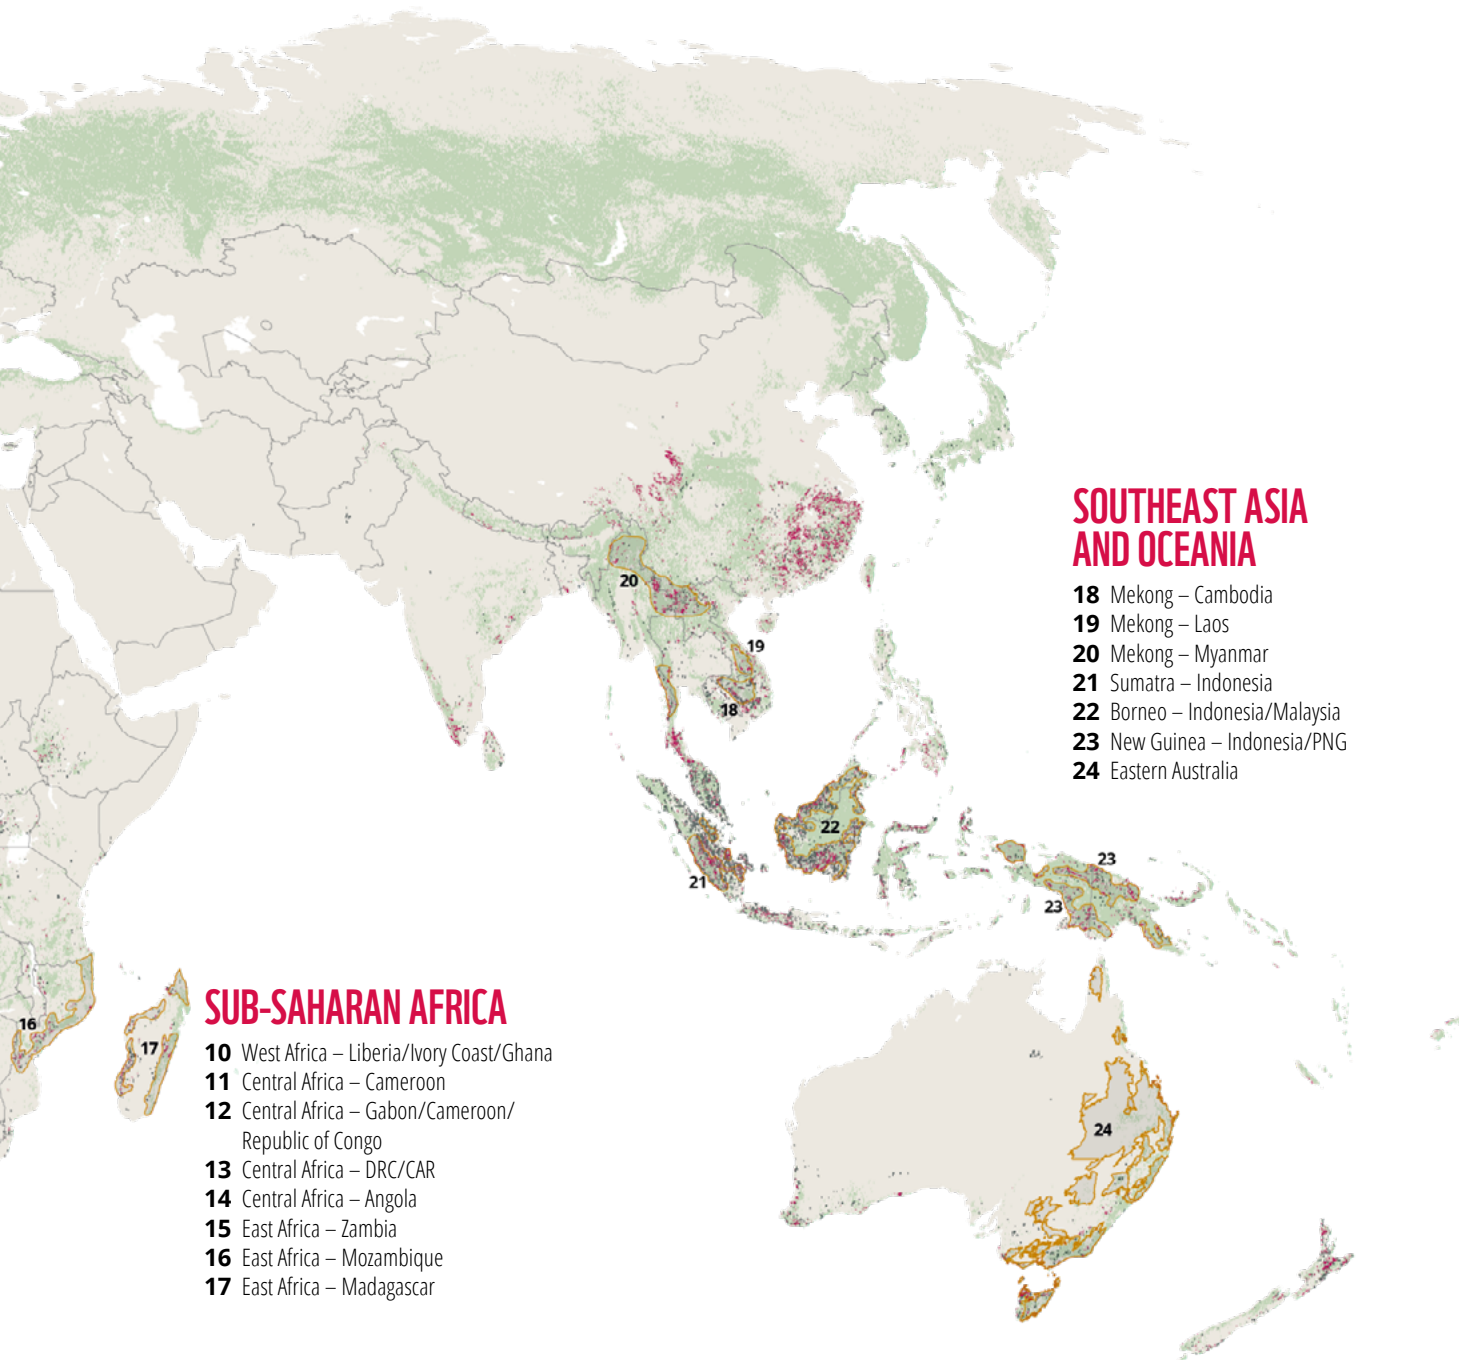 SOUTHEAST ASIA
AND OCEANIA
18 Mekong – Cambodia
19 Mekong – Laos
20 Mekong – Myanmar
21 Sumatra – Indonesia
22 Borneo – Indonesia/Malaysia
23 New Guinea – Indonesia/PNG
24 Eastern Australia
20
19
18
22
21
23
23
16
17
24
SUB-SAHARAN AFRICA
10 West Africa – Liberia/Ivory Coast/Ghana
11 Central Africa – Cameroon
12 Central Africa – Gabon/Cameroon/
Republic of Congo
13 Central Africa – DRC/CAR
14 Central Africa – Angola
15 East Africa – Zambia
16 East Africa – Mozambique
17 East Africa – Madagascar